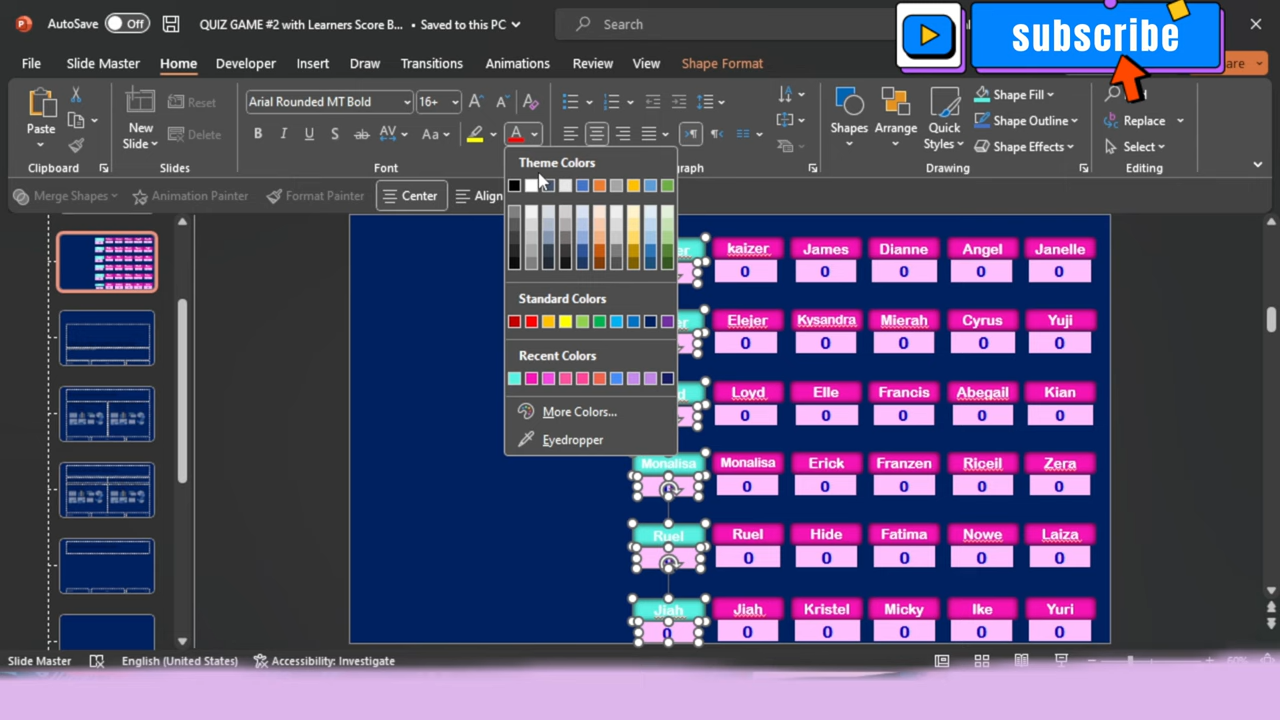 AutoSave Off QUIZ GAME #2 with Learners Score B... • Saved to this PC Search
subscribe
File Slide Master Home Developer Insert Draw Transitions Animations Review View Shape Format
Paste
Clipboard
New Slide
Reset
Delete
Slides
Arial Rounded MT Bold 16+
Font
Shapes Arrange Quick Styles
Shape Fill
Shape Outline
Shape Effects
Drawing
Replace
Select
Editing
Merge Shapes Animation Painter Format Painter Center Align
Theme Colors
Standard Colors
Recent Colors
More Colors...
Eyedropper
kaizer James Dianne Angel Janelle
0 0 0 0 0
Elejer Kysandra Mierah Cyrus Yuji
0 0 0 0 0
Loyd Elle Francis Abegail Kian
0 0 0 0 0
Monalisa Monalisa Erick Franzen Riceil Zera
0 0 0 0 0
Ruel Ruel Hide Fatima Nowe Laiza
0 0 0 0 0
Jiah Jiah Kristel Micky Ike Yuri
0 0 0 0 0 0
Slide Master English (United States) Accessibility: Investigate